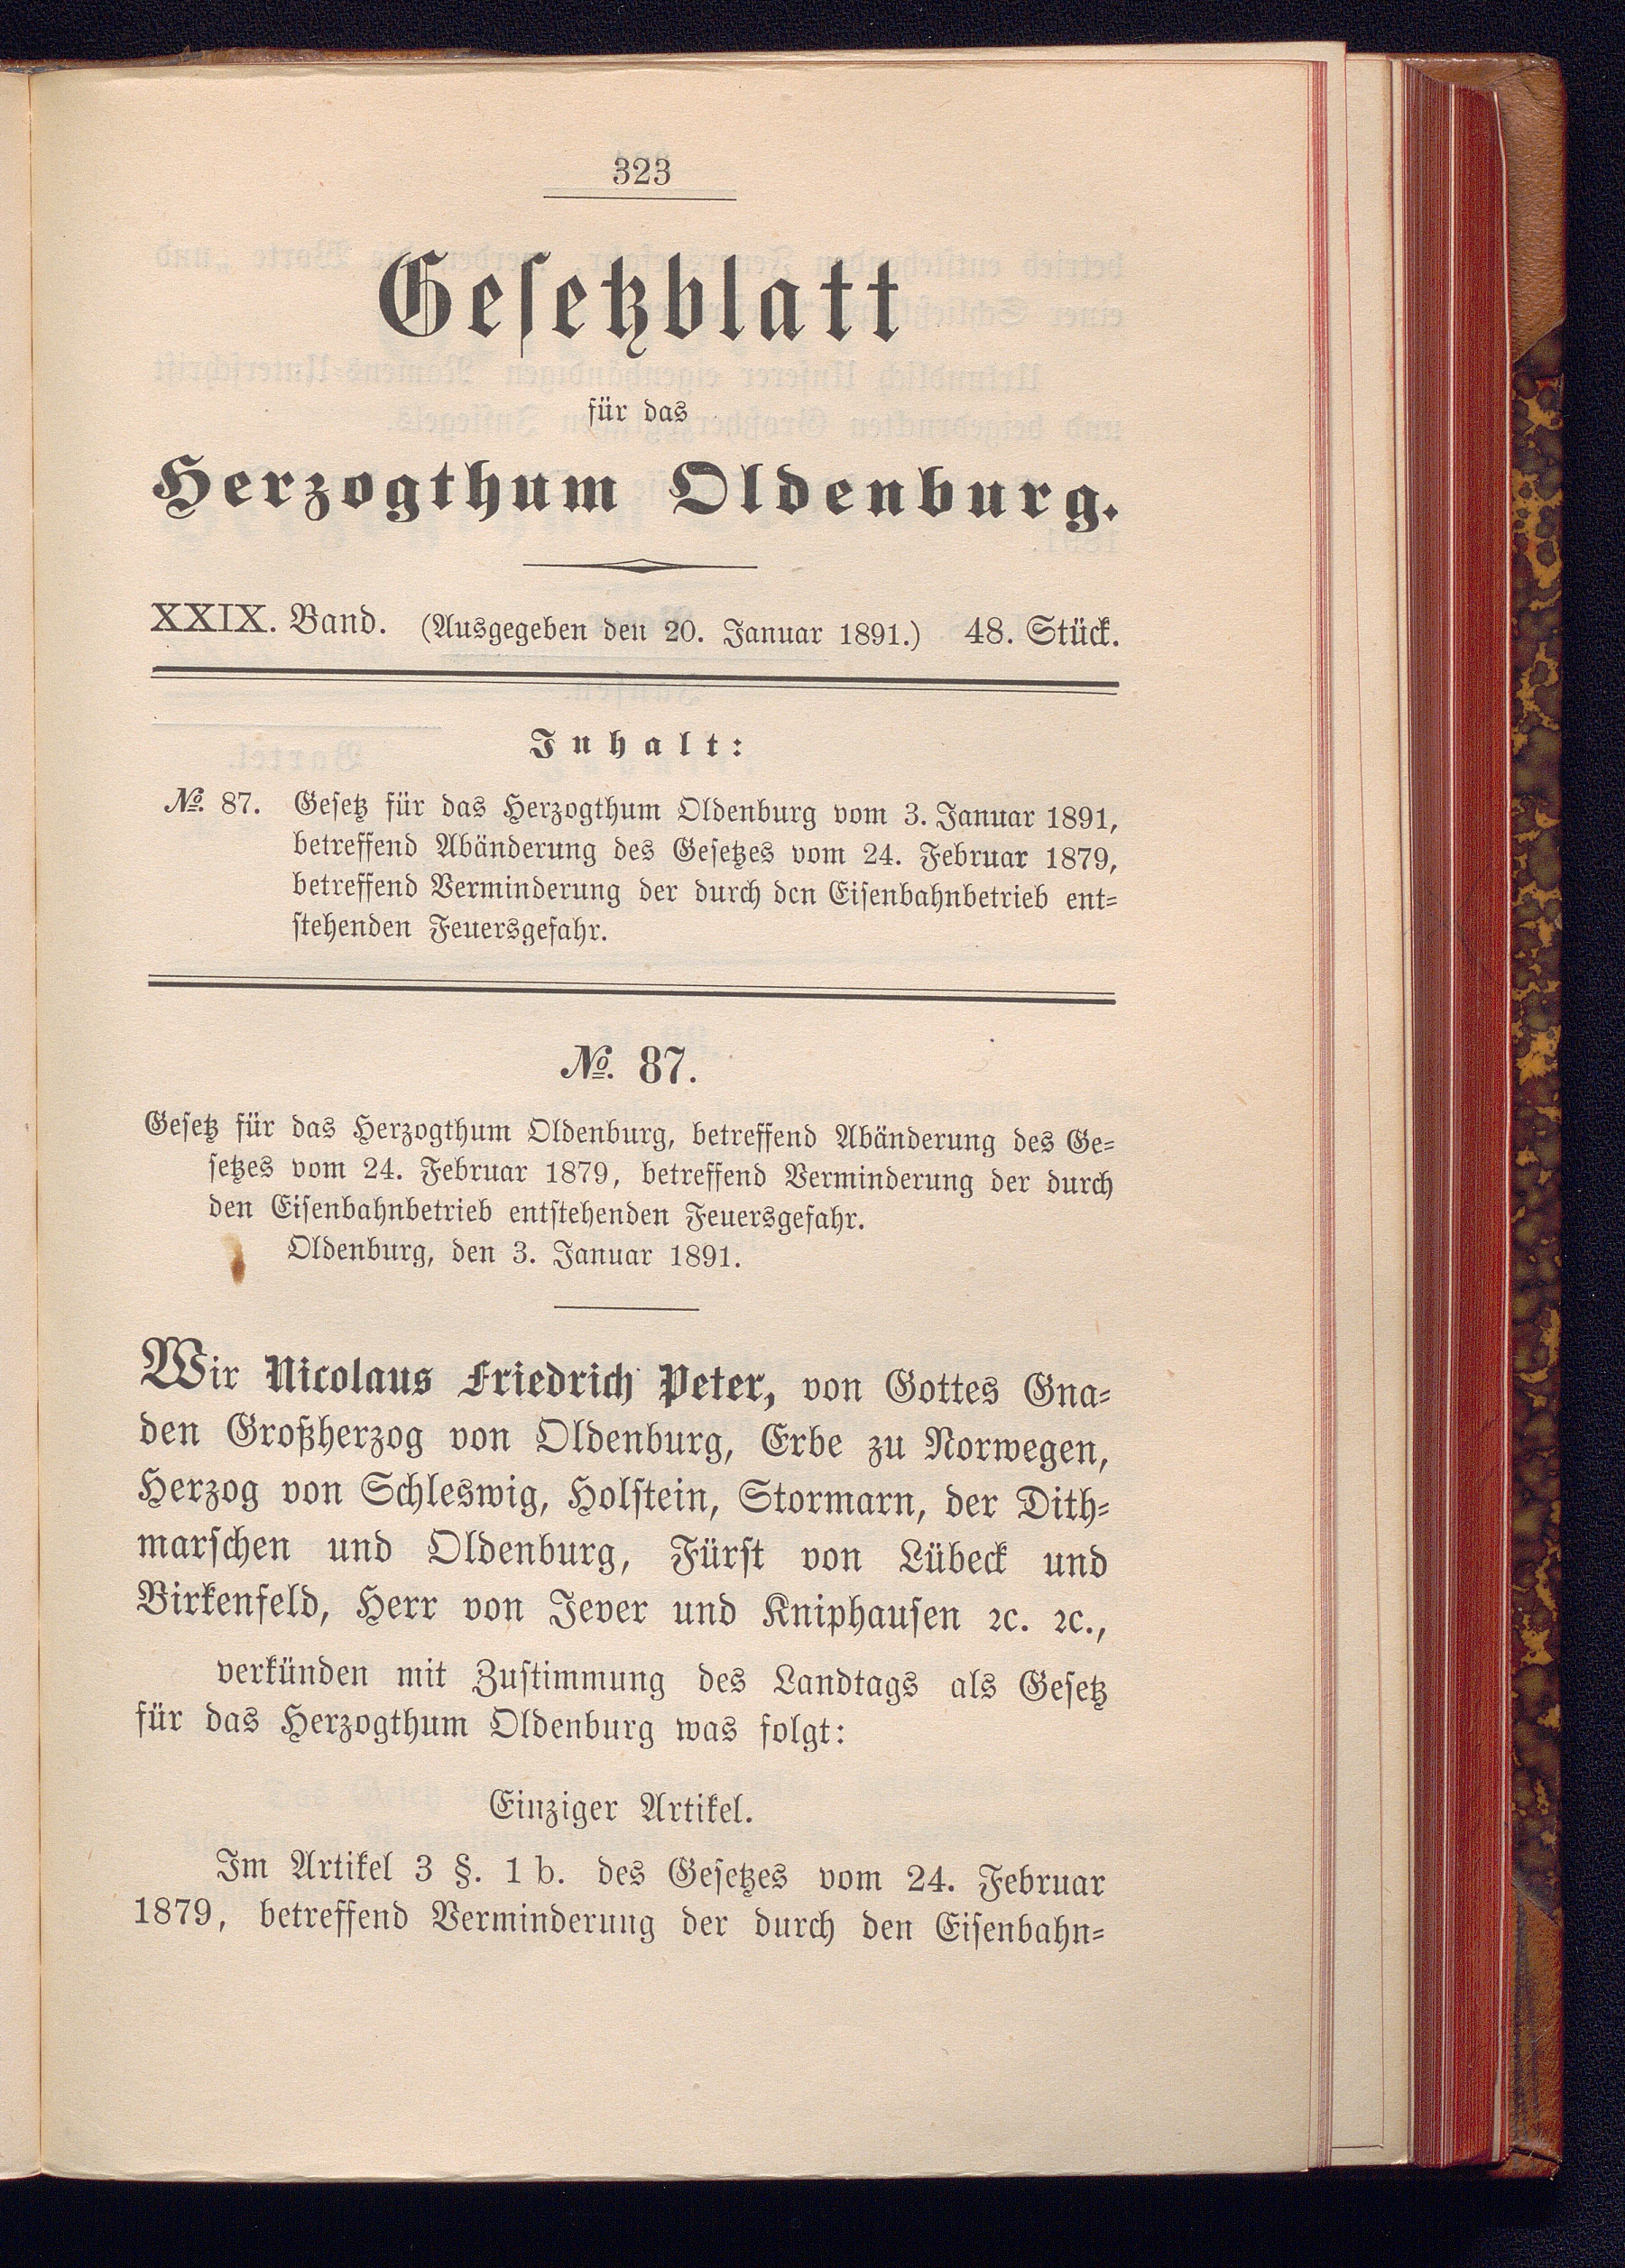 323
Gesetzblatt
für das
Herzogthum Oldenburg.
XXIX. Band. (Ausgegeben den 20. Januar 1891.) 48. Stück.
Inhalt:
№. 87. Gesetz für das Herzogthum Oldenburg vom 3. Januar 1891,
betreffend Abänderung des Gesetzes vom 24. Februar 1879,
betreffend Verminderung der durch den Eisenbahnbetrieb ent-
stehenden Feuersgefahr.
№. 87.
Gesetz für das Herzogthum Oldenburg, betreffend Abänderung des Ge-
setzes vom 24. Februar 1879, betreffend Verminderung der durch
den Eisenbahnbetrieb entstehenden Feuersgefahr.
Oldenburg, den 3. Januar 1891.
Wir Nicolaus Friedrich Peter, von Gottes Gna-
den Großherzog von Oldenburg, Erbe zu Norwegen,
Herzog von Schleswig, Holstein, Stormarn, der Dith-
marschen und Oldenburg, Fürst von Lübeck und
Birkenfeld, Herr von Jever und Kniphausen ꝛc. ꝛc.,
verkünden mit Zustimmung des Landtags als Gesetz
für das Herzogthum Oldenburg was folgt:
Einziger Artikel.
Im Artikel 3 §. 1 b. des Gesetzes vom 24. Februar
1879, betreffend Verminderung der durch den Eisenbahn-